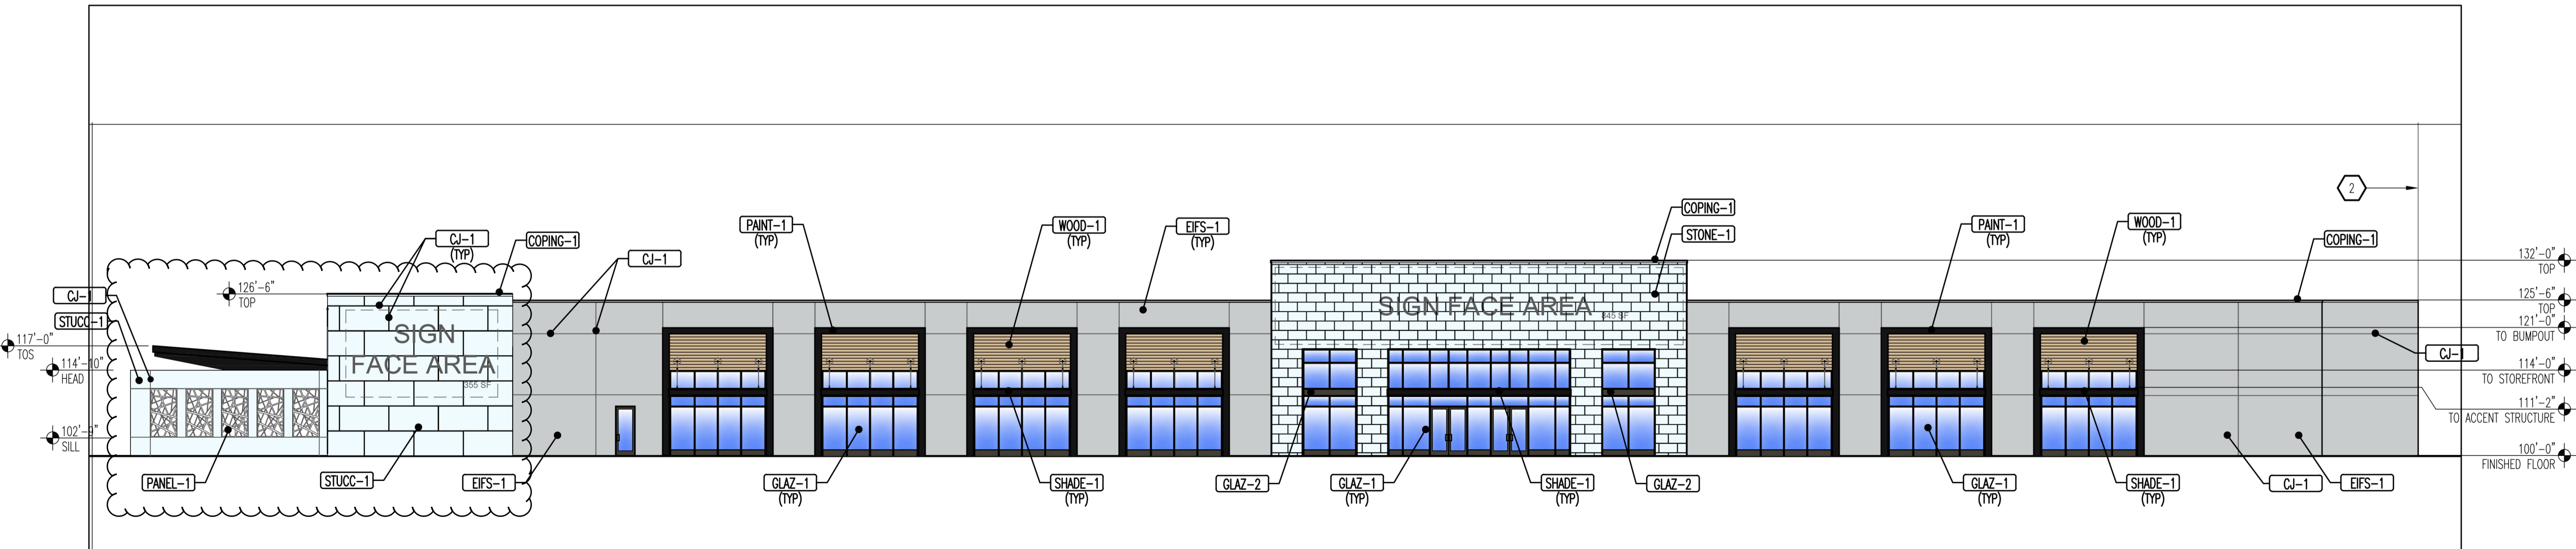 2
COPING-1
STONE-1
PAINT-1
(TYP)
WOOD-1
(TYP)
EIFS-1
(TYP)
PAINT-1
(TYP)
WOOD-1
(TYP)
CJ-1
(TYP)
COPING-1
CJ-1
COPING-1
132'-0"
TOP
CJ-1
126'-6"
TOP
125'-6"
TOP
STUCC-1
SIGN
FACE AREA
355 SF
SIGN FACE AREA
845 SF
121'-0"
TO BUMPOUT
117'-0"
TOS
CJ-1
114'-10"
HEAD
114'-0"
TO STOREFRONT
111'-2"
TO ACCENT STRUCTURE
102'-9"
SILL
100'-0"
FINISHED FLOOR
PANEL-1
STUCC-1
EIFS-1
GLAZ-1
(TYP)
SHADE-1
(TYP)
GLAZ-2
GLAZ-1
(TYP)
SHADE-1
(TYP)
GLAZ-2
GLAZ-1
(TYP)
SHADE-1
(TYP)
CJ-1
EIFS-1